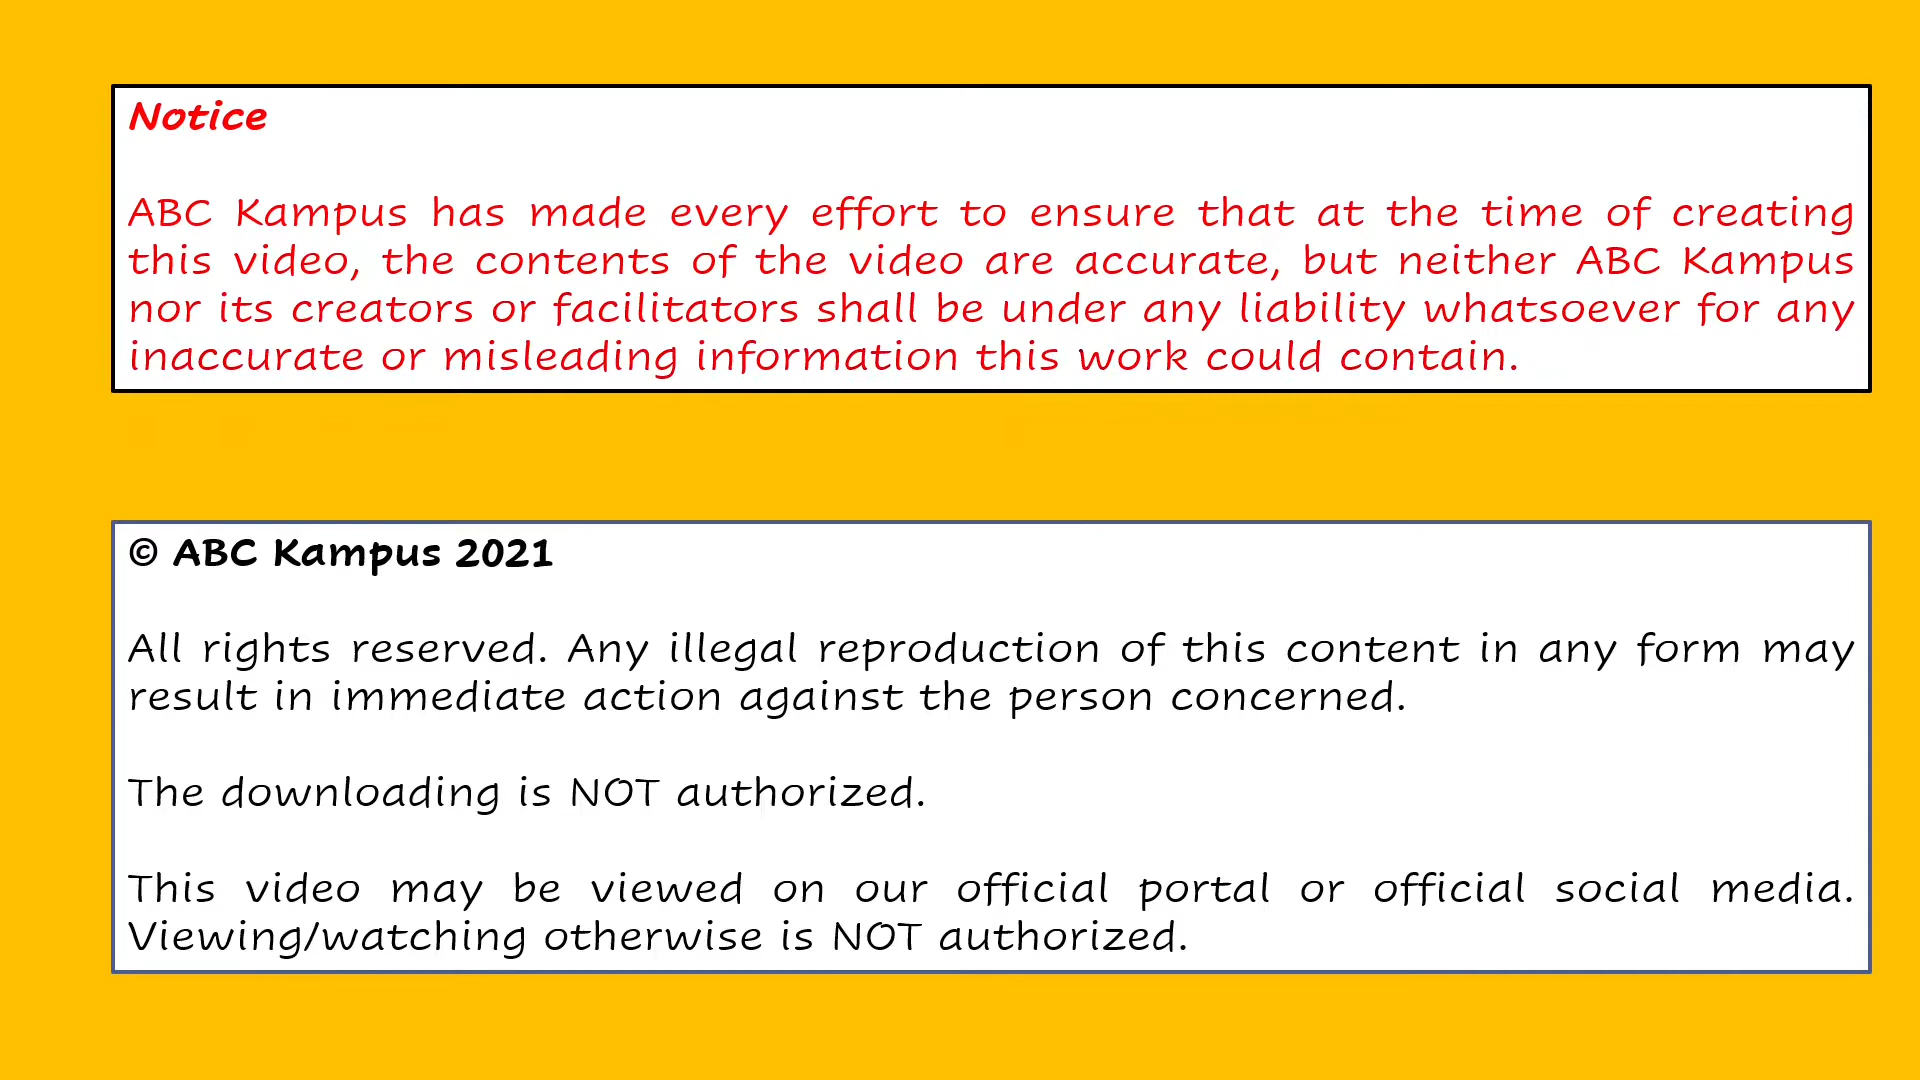 Notice
ABC Kampus has made every effort to ensure that at the time of creating
this video, the contents of the video are accurate, but neither ABC Kampus
nor its creators or facilitators shall be under any liability whatsoever for any
inaccurate or misleading information this work could contain.
© ABC Kampus 2021
All rights reserved. Any illegal reproduction of this content in any form may
result in immediate action against the person concerned.
The downloading is NOT authorized.
This video may be viewed on our official portal or official social media.
Viewing/watching otherwise is NOT authorized.